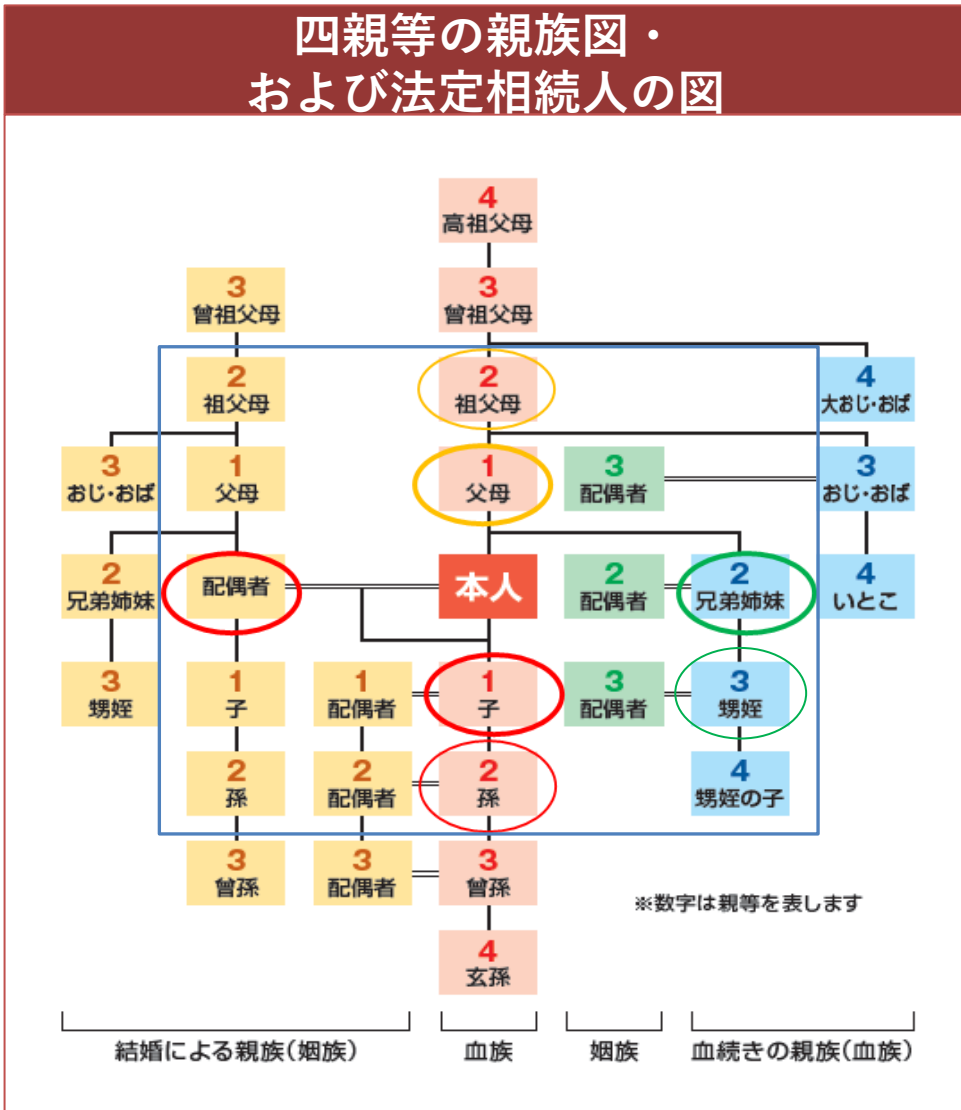 四親等の親族図・
および法定相続人の図
4
高祖父母
3
曾祖父母
3
曾祖父母
2
祖父母
2
祖父母
4
大おじ・おば
3
おじ・おば
1
父母
1
父母
3
配偶者
3
おじ・おば
2
兄弟姉妹
配偶者
本人
2
配偶者
2
兄弟姉妹
4
いとこ
3
甥姪
1
子
1
配偶者
1
子
3
配偶者
3
甥姪
2
孫
2
配偶者
2
孫
4
甥姪の子
3
曾孫
3
配偶者
3
曾孫
※数字は親等を表します
4
玄孫
結婚による親族(姻族)
血族
姻族
血続きの親族(血族)